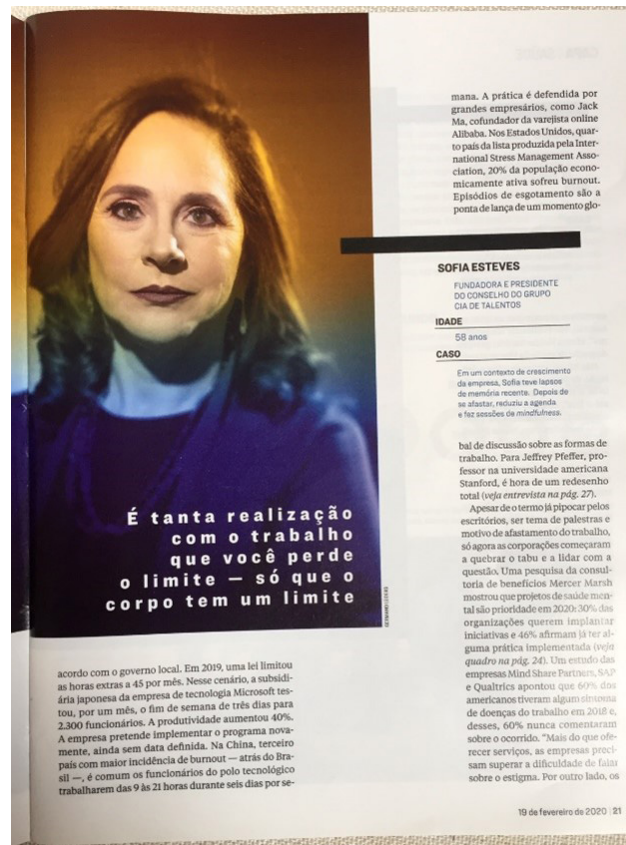 É tanta realização
com o trabalho
que você perde
o limite — só que o
corpo tem um limite
acordo com o governo local. Em 2019, uma lei limitou
as horas extras a 45 por mês. Nesse cenário, a subsidi-
ária japonesa da empresa de tecnologia Microsoft tes-
tou, por um mês, o fim de semana de três dias para
2.300 funcionários. A produtividade aumentou 40%.
A empresa pretende implementar o programa nova-
mente, ainda sem data definida. Na China, terceiro
país com maior incidência de burnout — atrás do Bra-
sil —, é comum os funcionários do polo tecnológico
trabalharem das 9 às 21 horas durante seis dias por se-
mana. A prática é defendida por
grandes empresários, como Jack
Ma, cofundador da varejista online
Alibaba. Nos Estados Unidos, quar-
to país da lista produzida pela Inter-
national Stress Management Asso-
ciation, 20% da população econo-
micamente ativa sofreu burnout.
Episódios de esgotamento são a
ponta de lança de um momento glo-
SOFIA ESTEVES
FUNDADORA E PRESIDENTE
DO CONSELHO DO GRUPO
CIA DE TALENTOS
IDADE
58 anos
CASO
Em um contexto de crescimento
da empresa, Sofia teve lapsos
de memória recente. Depois de
se afastar, reduziu a agenda
e faz sessões de mindfulness.
bal de discussão sobre as formas de
trabalho. Para Jeffrey Pfeffer, pro-
fessor na universidade americana
Stanford, é hora de um redesenho
total (veja entrevista na pág. 27).
Apesar de o termo já pipocar pelos
escritórios, ser tema de palestras e
motivo de afastamento do trabalho,
só agora as corporações começaram
a quebrar o tabu e a lidar com a
questão. Uma pesquisa da consul-
toria de benefícios Mercer Marsh
mostrou que projetos de saúde men-
tal são prioridade em 2020: 30% das
organizações querem implantar
iniciativas e 46% afirmam já ter al-
guma prática implementada (veja
quadro na pág. 24). Um estudo das
empresas Mind Share Partners, SAP
e Qualtrics apontou que 60% dos
americanos tiveram algum sintoma
de doenças do trabalho em 2018 e,
desses, 60% nunca comentaram
sobre o ocorrido. “Mais do que ofe-
recer serviços, as empresas preci-
sam superar a dificuldade de falar
sobre o estigma. Por outro lado, os
19 de fevereiro de 2020 | 21